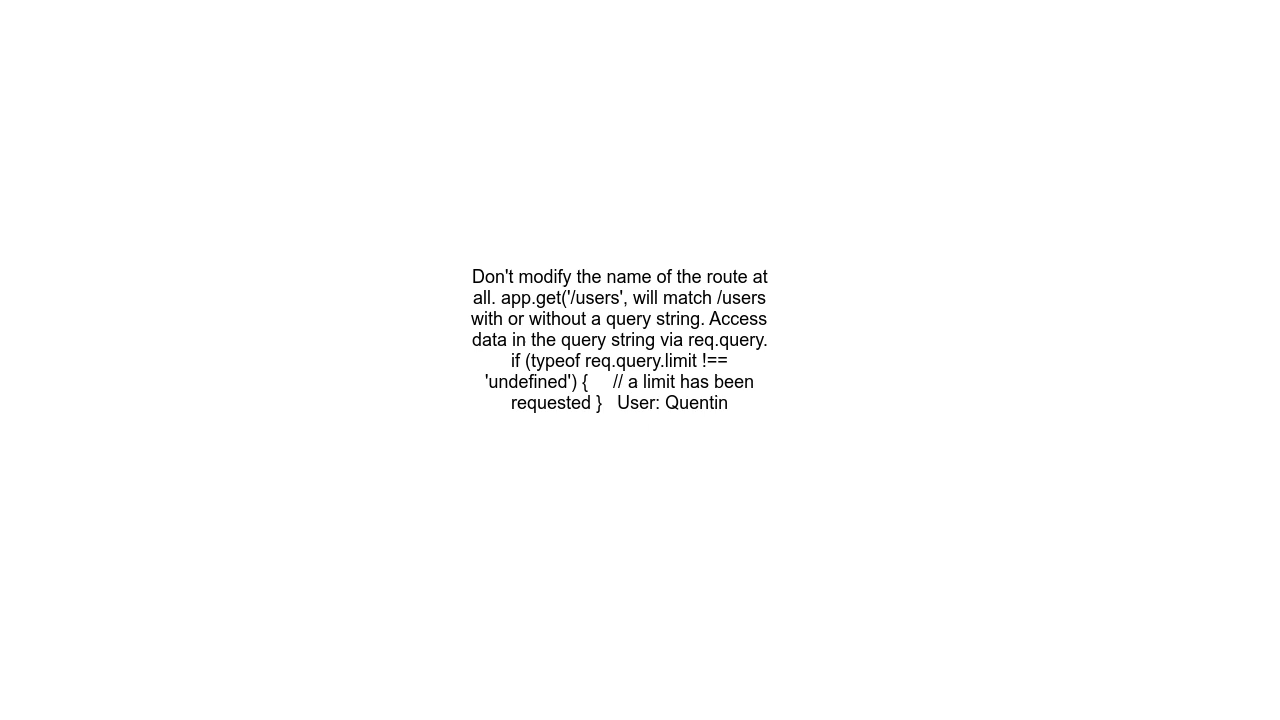 Don't modify the name of the route at
all. app.get('/users', will match /users
with or without a query string. Access
data in the query string via req.query.
if (typeof req.query.limit !==
'undefined') {     // a limit has been
requested }   User: Quentin